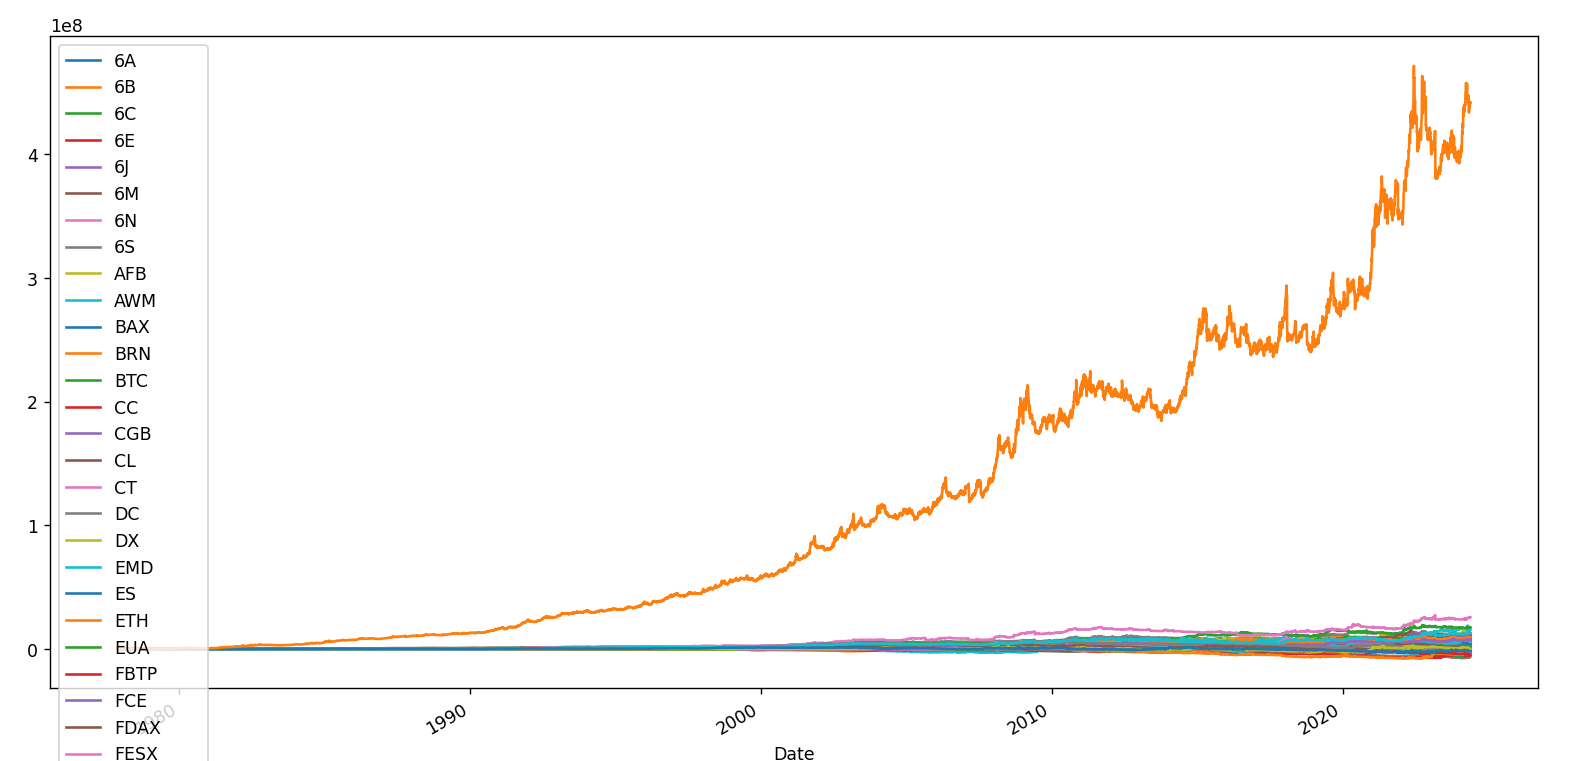 1e8
6A
6B
6C
6E
6J
6M
6N
6S
AFB
AWM
BAX
BRN
BTC
CC
CGB
CL
CT
DC
DX
EMD
ES
ETH
EUA
FBTP
FCE
FDAX
FESX
4
3
2
1
0
1980
1990
2000
2010
2020
Date